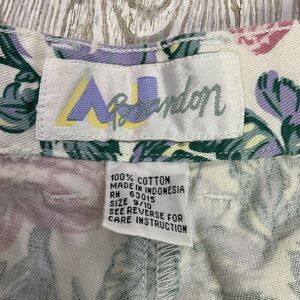 AJ Brandon
100% COTTON
MADE IN INDONESIA
RN 63015
SIZE 9/10
SEE REVERSE FOR
CARE INSTRUCTION